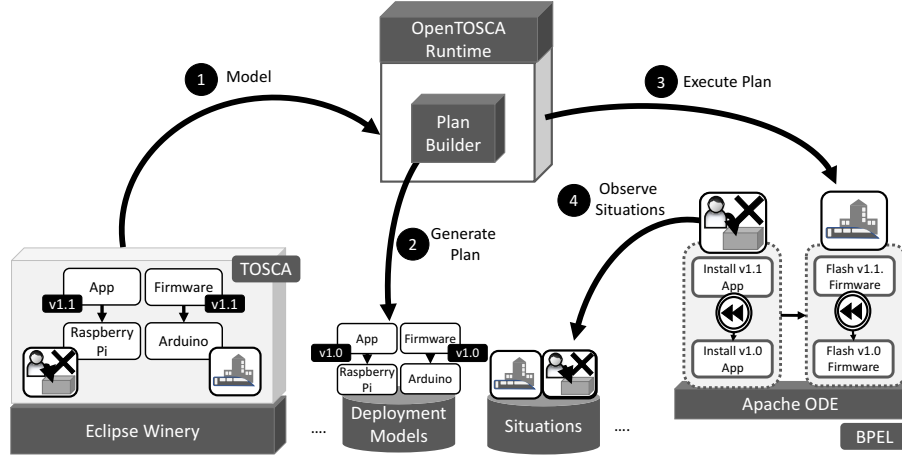 OpenTOSCA
Runtime
1 Model
3 Execute Plan
Plan
Builder
4 Observe
Situations
2 Generate
Plan
TOSCA
App
Firmware
v1.1
v1.1
Raspberry
Pi
Arduino
Eclipse Winery
App
Firmware
v1.0
v1.0
Raspberry
Pi
Arduino
....
Deployment
Models
Situations
....
Install v1.1
App
Flash v1.1.
Firmware
Install v1.0
App
Flash v1.0
Firmware
Apache ODE
BPEL